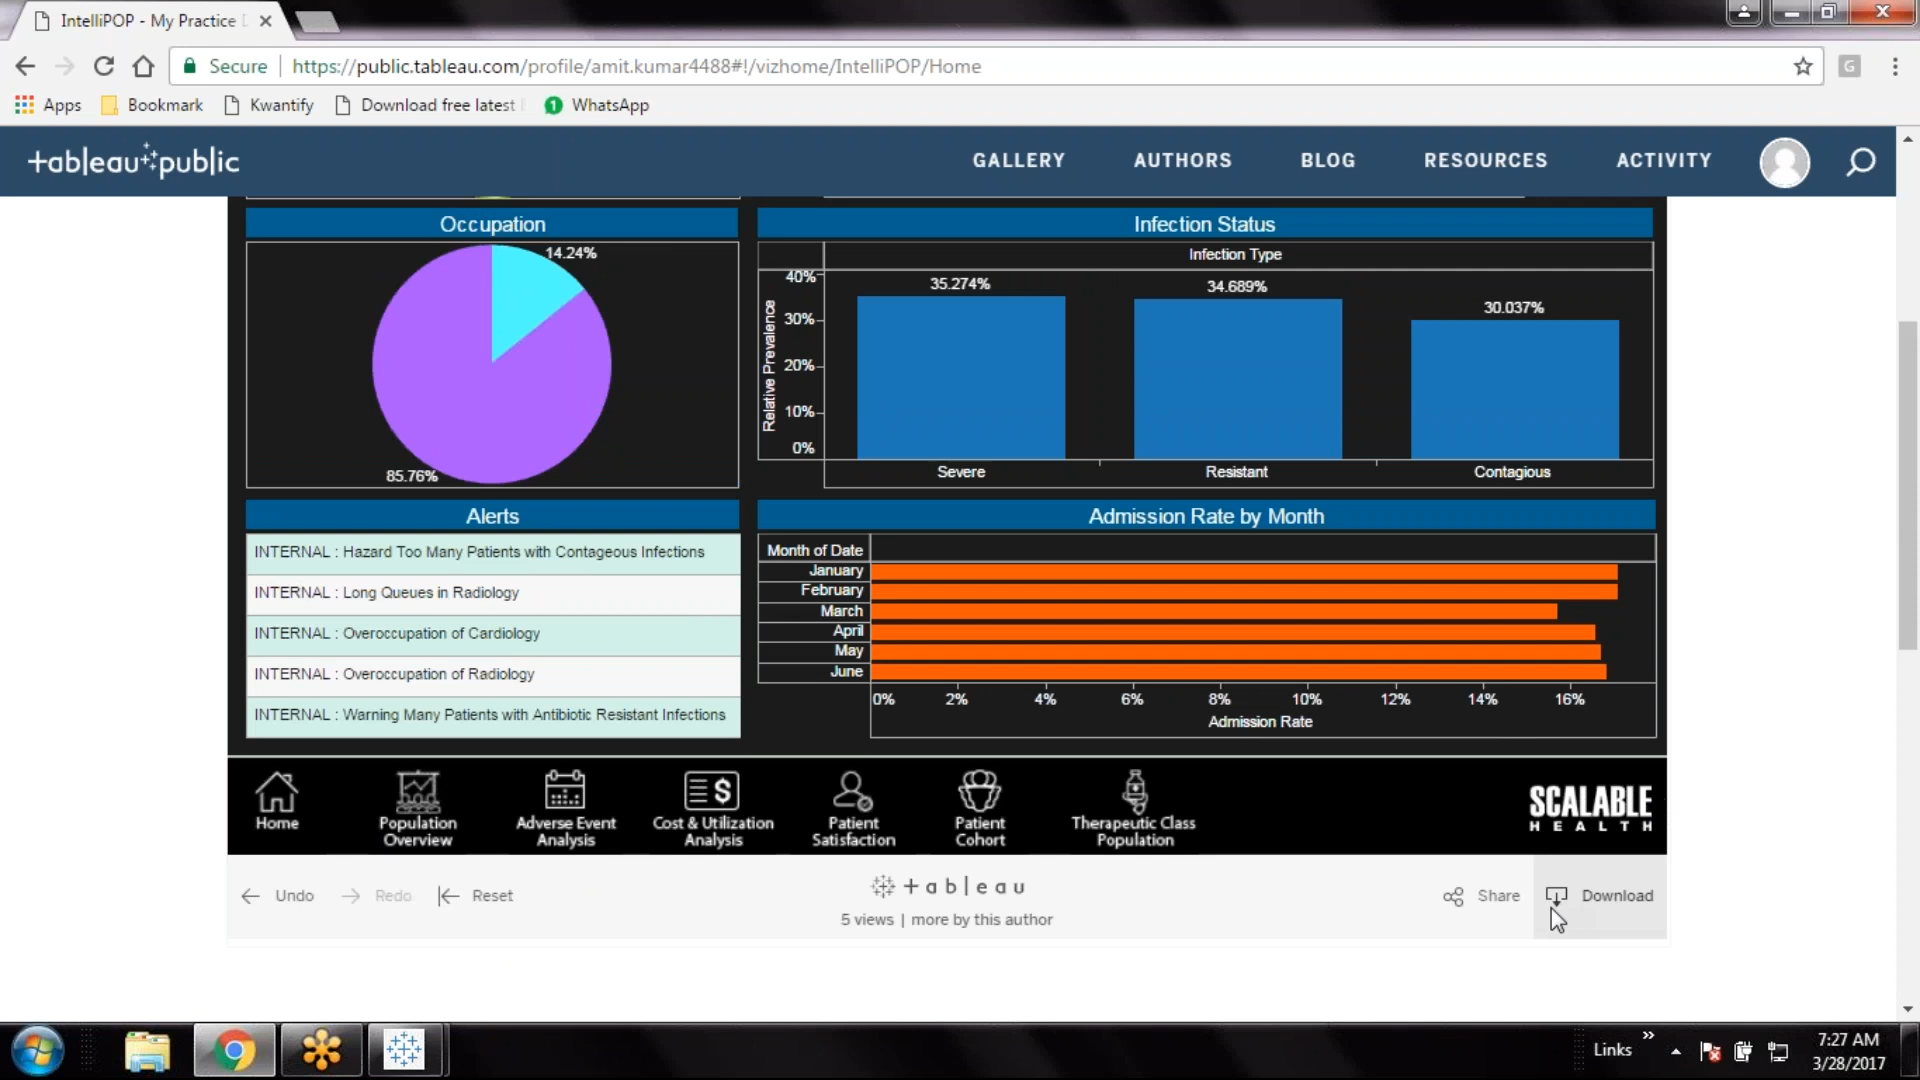 IntelliPOP - My Practice
Secure | https://public.tableau.com/profile/amit.kumar4488#!/vizhome/IntelliPOP/Home
G
Apps Bookmark Kwantify Download free latest 1 WhatsApp
+ableau public GALLERY AUTHORS BLOG RESOURCES ACTIVITY
Occupation
14.24%
85.76%
Infection Status
Infection Type
Relative Prevalence
40%
30%
20%
10%
0%
35.274%
34.689%
30.037%
Severe Resistant Contagious
Alerts
INTERNAL : Hazard Too Many Patients with Contageous Infections
INTERNAL : Long Queues in Radiology
INTERNAL : Overoccupation of Cardiology
INTERNAL : Overoccupation of Radiology
INTERNAL : Warning Many Patients with Antibiotic Resistant Infections
Admission Rate by Month
Month of Date
January
February
March
April
May
June
0% 2% 4% 6% 8% 10% 12% 14% 16%
Admission Rate
Home
Population
Overview
Adverse Event
Analysis
Cost & Utilization
Analysis
Patient
Satisfaction
Patient
Cohort
Therapeutic Class
Population
SCALABLE
HEALTH
Undo Redo Reset
+ableau
5 views | more by this author
Share Download
Links
7:27 AM
3/28/2017